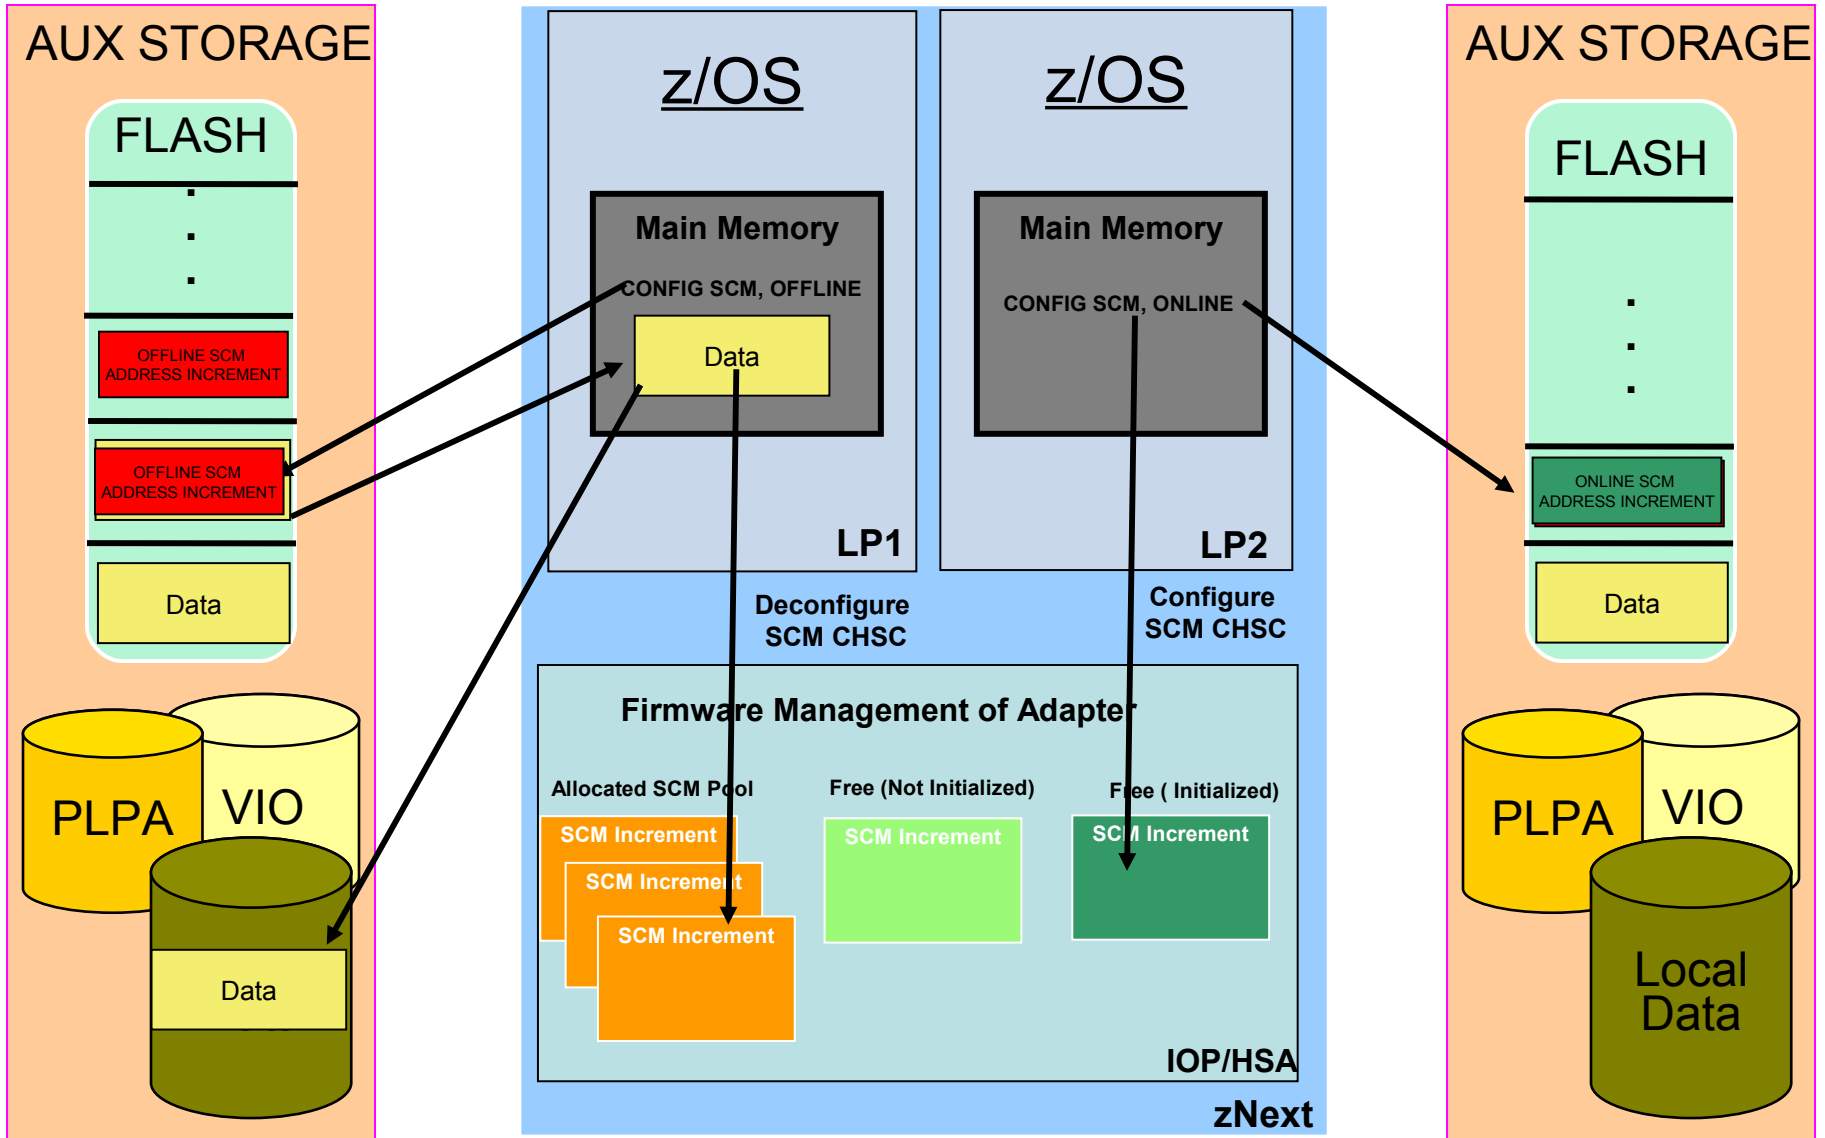 AUX STORAGE
FLASH
.
.
.
OFFLINE SCM
ADDRESS INCREMENT
OFFLINE SCM
ADDRESS INCREMENT
Data
PLPA
VIO
Data
z/OS
Main Memory
CONFIG SCM, OFFLINE
Data
LP1
z/OS
Main Memory
CONFIG SCM, ONLINE
LP2
Deconfigure
SCM CHSC
Configure
SCM CHSC
Firmware Management of Adapter
Allocated SCM Pool
SCM Increment
SCM Increment
SCM Increment
Free (Not Initialized)
SCM Increment
Free ( Initialized)
SCM Increment
IOP/HSA
zNext
AUX STORAGE
FLASH
.
.
.
ONLINE SCM
ADDRESS INCREMENT
Data
PLPA
VIO
Local
Data